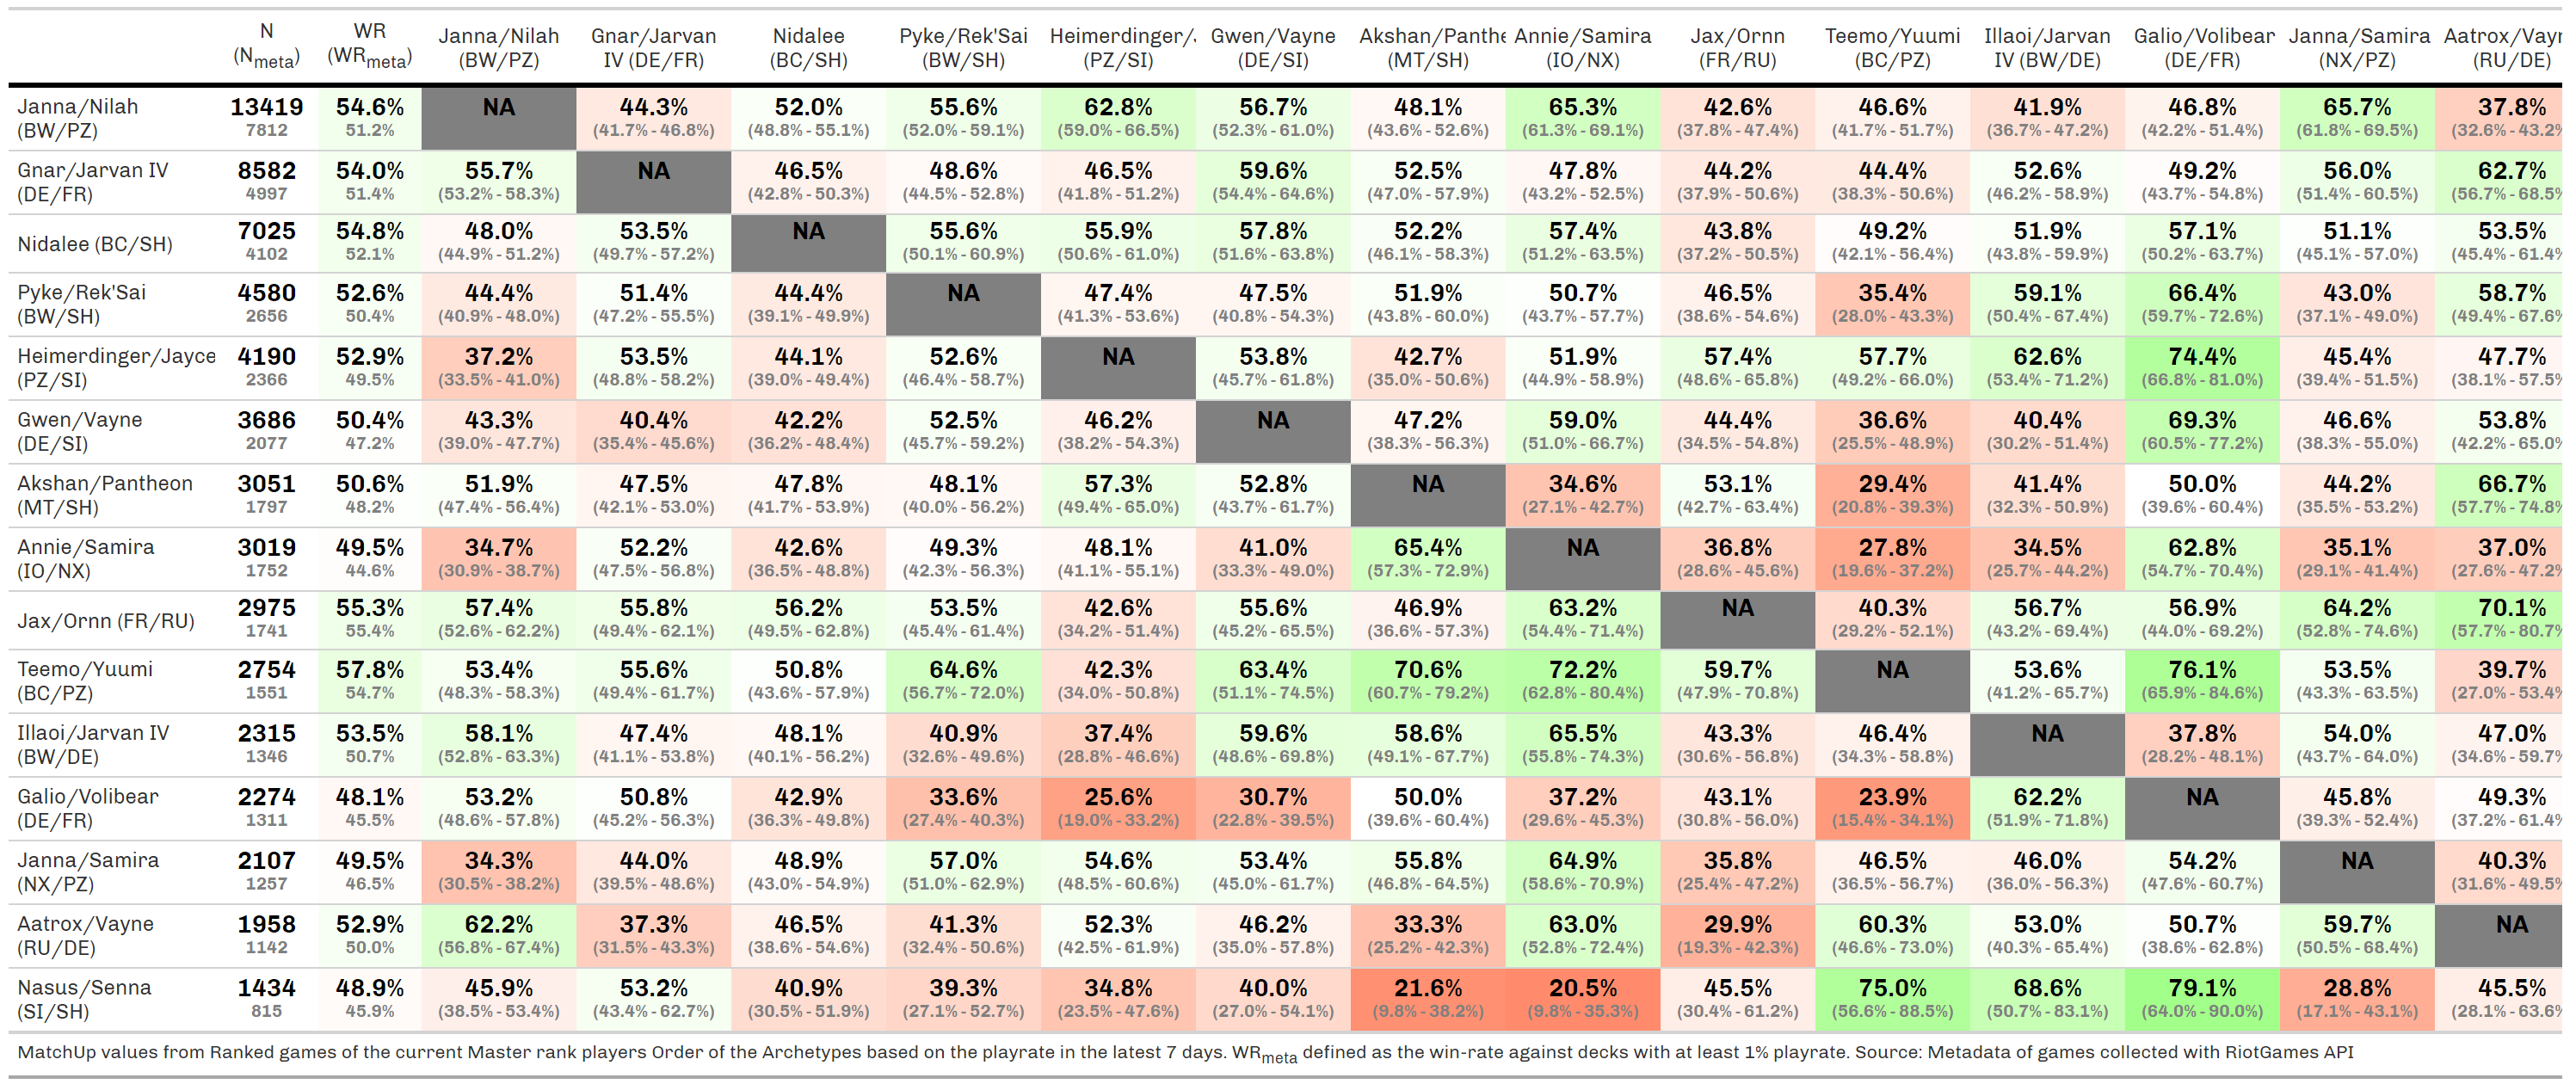 N WR Janna/Nilah Gnar/Jarvan Nidalee Pyke/Rek'Sai Heimerdinger/J Gwen/Vayne Akshan/Panthe Annie/Samira Jax/Ornn Teemo/Yuumi Illaoi/Jarvan Galio/Volibear Janna/Samira Aatrox/Vayn
(Nmeta) (WRmeta) (BW/PZ) IV (DE/FR) (BC/SH) (BW/SH) (PZ/SI) (DE/SI) (MT/SH) (IO/NX) (FR/RU) (BC/PZ) IV (BW/DE) (DE/FR) (NX/PZ) (RU/DE)
Janna/Nilah 13419 54.6% NA 44.3% 52.0% 55.6% 62.8% 56.7% 48.1% 65.3% 42.6% 46.6% 41.9% 46.8% 65.7% 37.8%
(BW/PZ) 7812 51.2% (41.7% - 46.8%) (48.8% - 55.1%) (52.0% - 59.1%) (59.0% - 66.5%) (52.3% - 61.0%) (43.6% - 52.6%) (61.3% - 69.1%) (37.8% - 47.4%) (41.7% - 51.7%) (36.7% - 47.2%) (42.2% - 51.4%) (61.8% - 69.5%) (32.6% - 43.2%
Gnar/Jarvan IV 8582 54.0% 55.7% NA 46.5% 48.6% 46.5% 59.6% 52.5% 47.8% 44.2% 44.4% 52.6% 49.2% 56.0% 62.7%
(DE/FR) 4997 51.4% (53.2% - 58.3%) (42.8% - 50.3%) (44.5% - 52.8%) (41.8% - 51.2%) (54.4% - 64.6%) (47.0% - 57.9%) (43.2% - 52.5%) (37.9% - 50.6%) (38.3% - 50.6%) (46.2% - 58.9%) (43.7% - 54.8%) (51.4% - 60.5%) (56.7% - 68.5%
Nidalee (BC/SH) 7025 54.8% 48.0% 53.5% NA 55.6% 55.9% 57.8% 52.2% 57.4% 43.8% 49.2% 51.9% 57.1% 51.1% 53.5%
4102 52.1% (44.9% - 51.2%) (49.7% - 57.2%) (50.1% - 60.9%) (50.6% - 61.0%) (51.6% - 63.8%) (46.1% - 58.3%) (51.2% - 63.5%) (37.2% - 50.5%) (42.1% - 56.4%) (43.8% - 59.9%) (50.2% - 63.7%) (45.1% - 57.0%) (45.4% - 61.4%
Pyke/Rek'Sai 4580 52.6% 44.4% 51.4% 44.4% NA 47.4% 47.5% 51.9% 50.7% 46.5% 35.4% 59.1% 66.4% 43.0% 58.7%
(BW/SH) 2656 50.4% (40.9% - 48.0%) (47.2% - 55.5%) (39.1% - 49.9%) (41.3% - 53.6%) (40.8% - 54.3%) (43.8% - 60.0%) (43.7% - 57.7%) (38.6% - 54.6%) (28.0% - 43.3%) (50.4% - 67.4%) (59.7% - 72.6%) (37.1% - 49.0%) (49.4% - 67.6%
Heimerdinger/Jayce 4190 52.9% 37.2% 53.5% 44.1% 52.6% NA 53.8% 42.7% 51.9% 57.4% 57.7% 62.6% 74.4% 45.4% 47.7%
(PZ/SI) 2366 49.5% (33.5% - 41.0%) (48.8% - 58.2%) (39.0% - 49.4%) (46.4% - 58.7%) (45.7% - 61.8%) (35.0% - 50.6%) (44.9% - 58.9%) (48.6% - 65.8%) (49.2% - 66.0%) (53.4% - 71.2%) (66.8% - 81.0%) (39.4% - 51.5%) (38.1% - 57.5%
Gwen/Vayne 3686 50.4% 43.3% 40.4% 42.2% 52.5% 46.2% NA 47.2% 59.0% 44.4% 36.6% 40.4% 69.3% 46.6% 53.8%
(DE/SI) 2077 47.2% (39.0% - 47.7%) (35.4% - 45.6%) (36.2% - 48.4%) (45.7% - 59.2%) (38.2% - 54.3%) (38.3% - 56.3%) (51.0% - 66.7%) (34.5% - 54.8%) (25.5% - 48.9%) (30.2% - 51.4%) (60.5% - 77.2%) (38.3% - 55.0%) (42.2% - 65.0%
Akshan/Pantheon 3051 50.6% 51.9% 47.5% 47.8% 48.1% 57.3% 52.8% NA 34.6% 53.1% 29.4% 41.4% 50.0% 44.2% 66.7%
(MT/SH) 1797 48.2% (47.4% - 56.4%) (42.1% - 53.0%) (41.7% - 53.9%) (40.0% - 56.2%) (49.4% - 65.0%) (43.7% - 61.7%) (27.1% - 42.7%) (42.7% - 63.4%) (20.8% - 39.3%) (32.3% - 50.9%) (39.6% - 60.4%) (35.5% - 53.2%) (57.7% - 74.8%
Annie/Samira 3019 49.5% 34.7% 52.2% 42.6% 49.3% 48.1% 41.0% 65.4% NA 36.8% 27.8% 34.5% 62.8% 35.1% 37.0%
(IO/NX) 1752 44.6% (30.9% - 38.7%) (47.5% - 56.8%) (36.5% - 48.8%) (42.3% - 56.3%) (41.1% - 55.1%) (33.3% - 49.0%) (57.3% - 72.9%) (28.6% - 45.6%) (19.6% - 37.2%) (25.7% - 44.2%) (54.7% - 70.4%) (29.1% - 41.4%) (27.6% - 47.2%
Jax/Ornn (FR/RU) 2975 55.3% 57.4% 55.8% 56.2% 53.5% 42.6% 55.6% 46.9% 63.2% NA 40.3% 56.7% 56.9% 64.2% 70.1%
1741 55.4% (52.6% - 62.2%) (49.4% - 62.1%) (49.5% - 62.8%) (45.4% - 61.4%) (34.2% - 51.4%) (45.2% - 65.5%) (36.6% - 57.3%) (54.4% - 71.4%) (29.2% - 52.1%) (43.2% - 69.4%) (44.0% - 69.2%) (52.8% - 74.6%) (57.7% - 80.7%
Teemo/Yuumi 2754 57.8% 53.4% 55.6% 50.8% 64.6% 42.3% 63.4% 70.6% 72.2% 59.7% NA 53.6% 76.1% 53.5% 39.7%
(BC/PZ) 1551 54.7% (48.3% - 58.3%) (49.4% - 61.7%) (43.6% - 57.9%) (56.7% - 72.0%) (34.0% - 50.8%) (51.1% - 74.5%) (60.7% - 79.2%) (62.8% - 80.4%) (47.9% - 70.8%) (41.2% - 65.7%) (65.9% - 84.6%) (43.3% - 63.5%) (27.0% - 53.4%
Illaoi/Jarvan IV 2315 53.5% 58.1% 47.4% 48.1% 40.9% 37.4% 59.6% 58.6% 65.5% 43.3% 46.4% NA 37.8% 54.0% 47.0%
(BW/DE) 1346 50.7% (52.8% - 63.3%) (41.1% - 53.8%) (40.1% - 56.2%) (32.6% - 49.6%) (28.8% - 46.6%) (48.6% - 69.8%) (49.1% - 67.7%) (55.8% - 74.3%) (30.6% - 56.8%) (34.3% - 58.8%) (28.2% - 48.1%) (43.7% - 64.0%) (34.6% - 59.7%
Galio/Volibear 2274 48.1% 53.2% 50.8% 42.9% 33.6% 25.6% 30.7% 50.0% 37.2% 43.1% 23.9% 62.2% NA 45.8% 49.3%
(DE/FR) 1311 45.5% (48.6% - 57.8%) (45.2% - 56.3%) (36.3% - 49.8%) (27.4% - 40.3%) (19.0% - 33.2%) (22.8% - 39.5%) (39.6% - 60.4%) (29.6% - 45.3%) (30.8% - 56.0%) (15.4% - 34.1%) (51.9% - 71.8%) (39.3% - 52.4%) (37.2% - 61.4%
Janna/Samira 2107 49.5% 34.3% 44.0% 48.9% 57.0% 54.6% 53.4% 55.8% 64.9% 35.8% 46.5% 46.0% 54.2% NA 40.3%
(NX/PZ) 1257 46.5% (30.5% - 38.2%) (39.5% - 48.6%) (43.0% - 54.9%) (51.0% - 62.9%) (48.5% - 60.6%) (45.0% - 61.7%) (46.8% - 64.5%) (58.6% - 70.9%) (25.4% - 47.2%) (36.5% - 56.7%) (36.0% - 56.3%) (47.6% - 60.7%) (31.6% - 49.5%
Aatrox/Vayne 1958 52.9% 62.2% 37.3% 46.5% 41.3% 52.3% 46.2% 33.3% 63.0% 29.9% 60.3% 53.0% 50.7% 59.7% NA
(RU/DE) 1142 50.0% (56.8% - 67.4%) (31.5% - 43.3%) (38.6% - 54.6%) (32.4% - 50.6%) (42.5% - 61.9%) (35.0% - 57.8%) (25.2% - 42.3%) (52.8% - 72.4%) (19.3% - 42.3%) (46.6% - 73.0%) (40.3% - 65.4%) (38.6% - 62.8%) (50.5% - 68.4%)
Nasus/Senna 1434 48.9% 45.9% 53.2% 40.9% 39.3% 34.8% 40.0% 21.6% 20.5% 45.5% 75.0% 68.6% 79.1% 28.8% 45.5%
(SI/SH) 815 45.9% (38.5% - 53.4%) (43.4% - 62.7%) (30.5% - 51.9%) (27.1% - 52.7%) (23.5% - 47.6%) (27.0% - 54.1%) (9.8% - 38.2%) (9.8% - 35.3%) (30.4% - 61.2%) (56.6% - 88.5%) (50.7% - 83.1%) (64.0% - 90.0%) (17.1% - 43.1%) (28.1% - 63.6%
MatchUp values from Ranked games of the current Master rank players Order of the Archetypes based on the playrate in the latest 7 days. WRmeta defined as the win-rate against decks with at least 1% playrate. Source: Metadata of games collected with RiotGames API